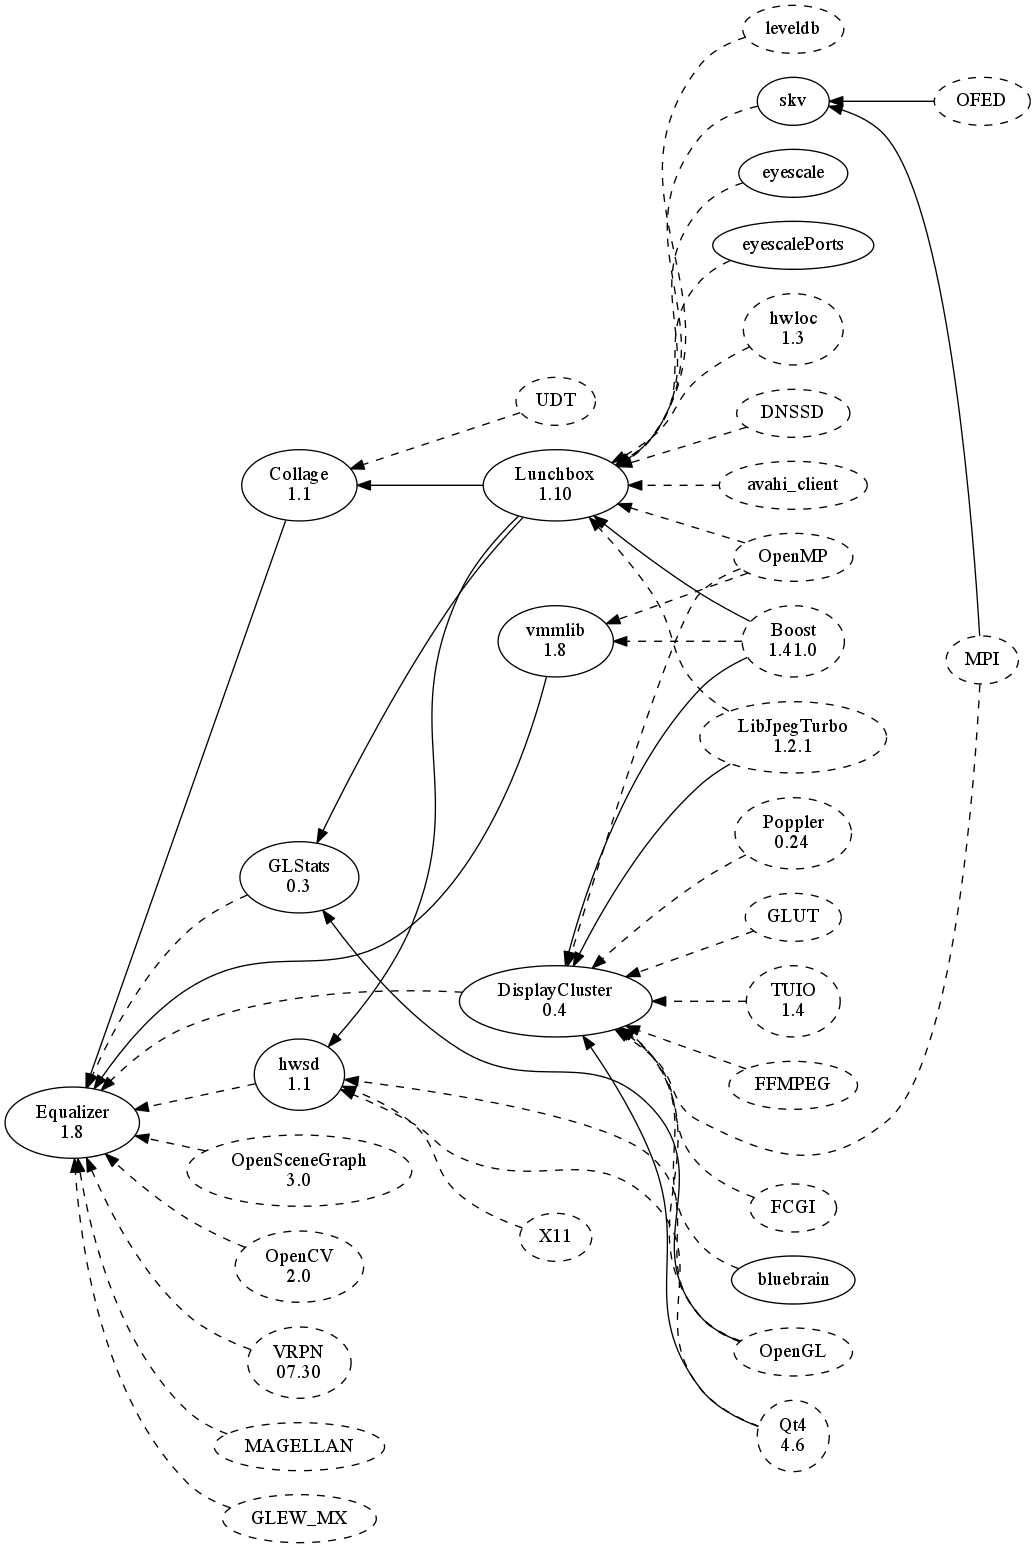 leveldb
skv
OFED
eyescale
eyescalePorts
hwloc
1.3
UDT
DNSSD
Collage
1.1
Lunchbox
1.10
avahi_client
OpenMP
vmmlib
1.8
Boost
1.41.0
MPI
LibJpegTurbo
1.2.1
Poppler
0.24
GLStats
0.3
GLUT
DisplayCluster
0.4
TUIO
1.4
hwsd
1.1
FFMPEG
Equalizer
1.8
OpenSceneGraph
3.0
FCGI
X11
OpenCV
2.0
bluebrain
VRPN
07.30
OpenGL
MAGELLAN
Qt4
4.6
GLEW_MX